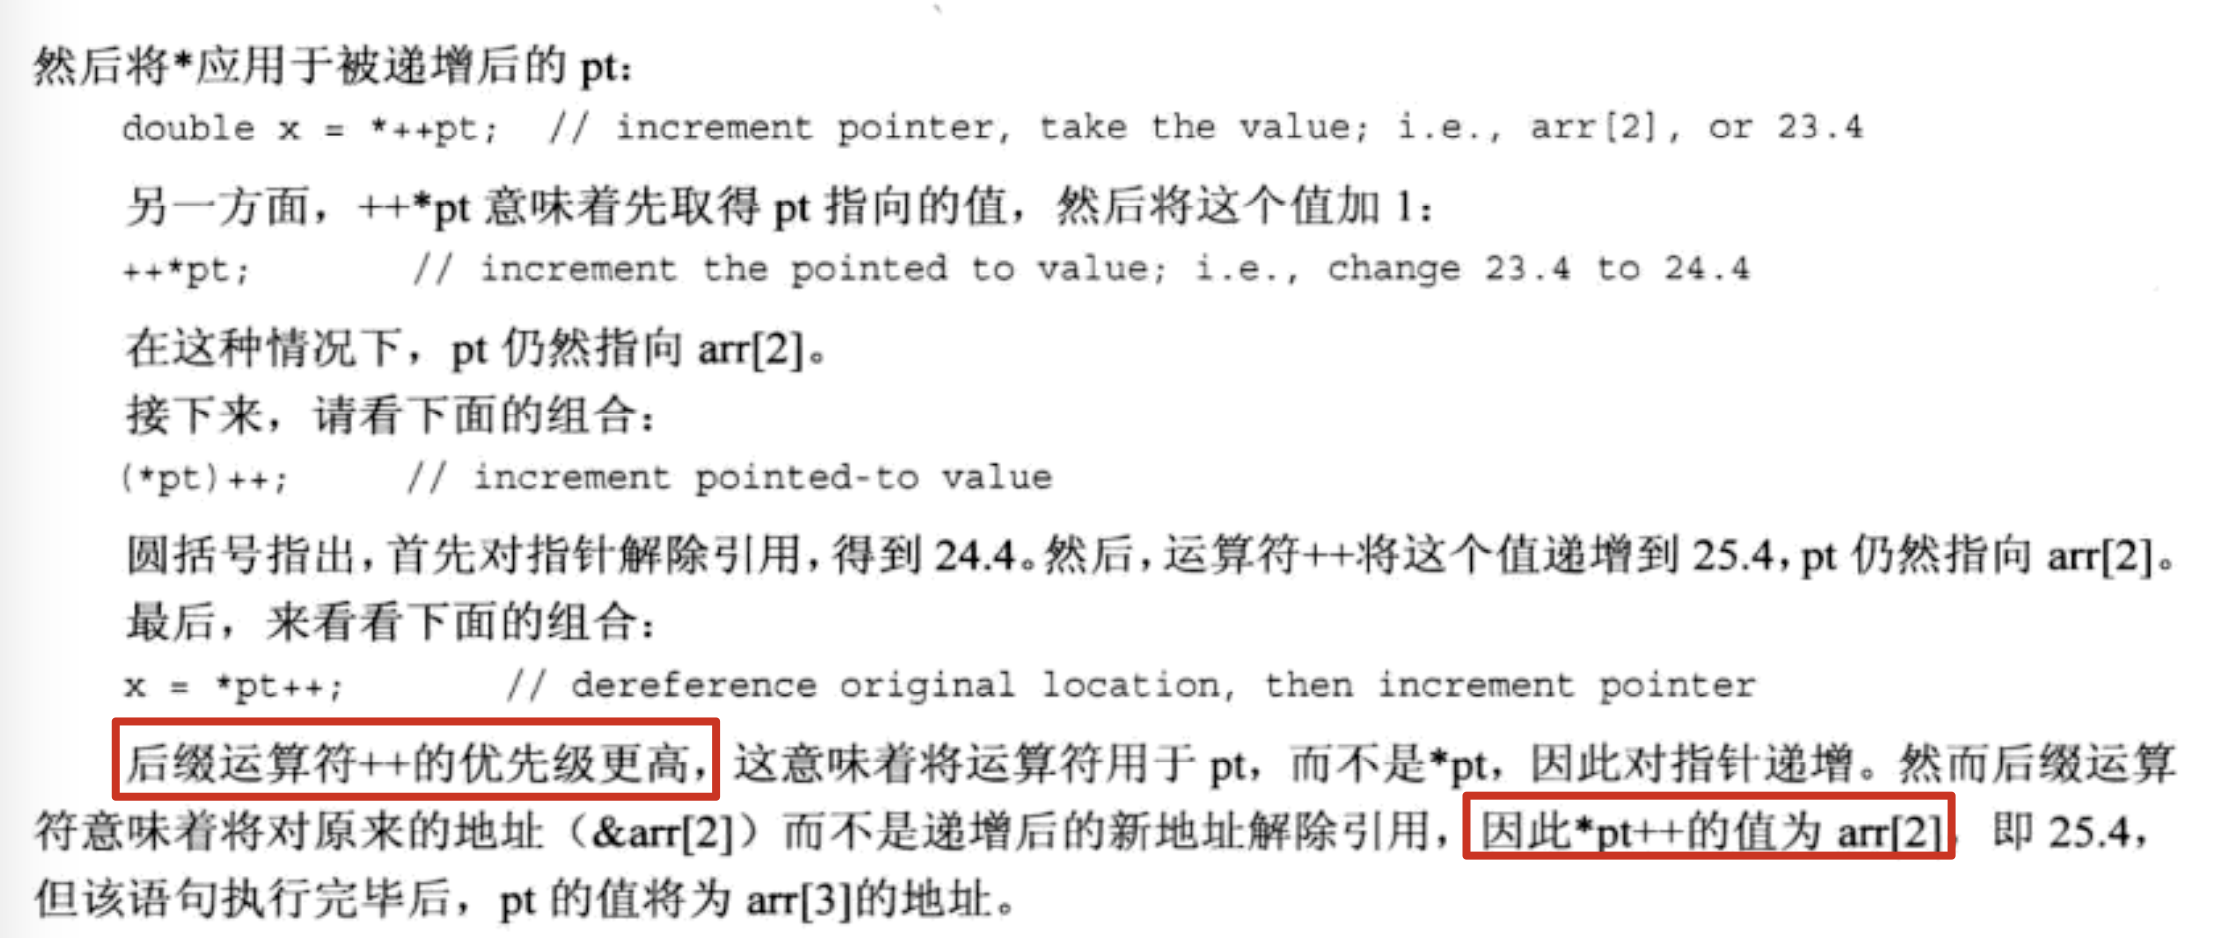 然后将*应用于被递增后的 pt：
double x = *++pt;  // increment pointer, take the value; i.e., arr[2], or 23.4
另一方面，++*pt 意味着先取得 pt 指向的值，然后将这个值加 1：
++*pt;        // increment the pointed to value; i.e., change 23.4 to 24.4
在这种情况下，pt 仍然指向 arr[2]。
接下来，请看下面的组合：
(*pt)++;     // increment pointed-to value
圆括号指出，首先对指针解除引用，得到 24.4。然后，运算符++将这个值递增到 25.4，pt 仍然指向 arr[2]。
最后，来看看下面的组合：
x = *pt++;       // dereference original location, then increment pointer
后缀运算符++的优先级更高，这意味着将运算符用于 pt，而不是*pt，因此对指针递增。然而后缀运算
符意味着将对原来的地址（&arr[2]）而不是递增后的新地址解除引用，因此*pt++的值为 arr[2]，即 25.4，
但该语句执行完毕后，pt 的值将为 arr[3]的地址。